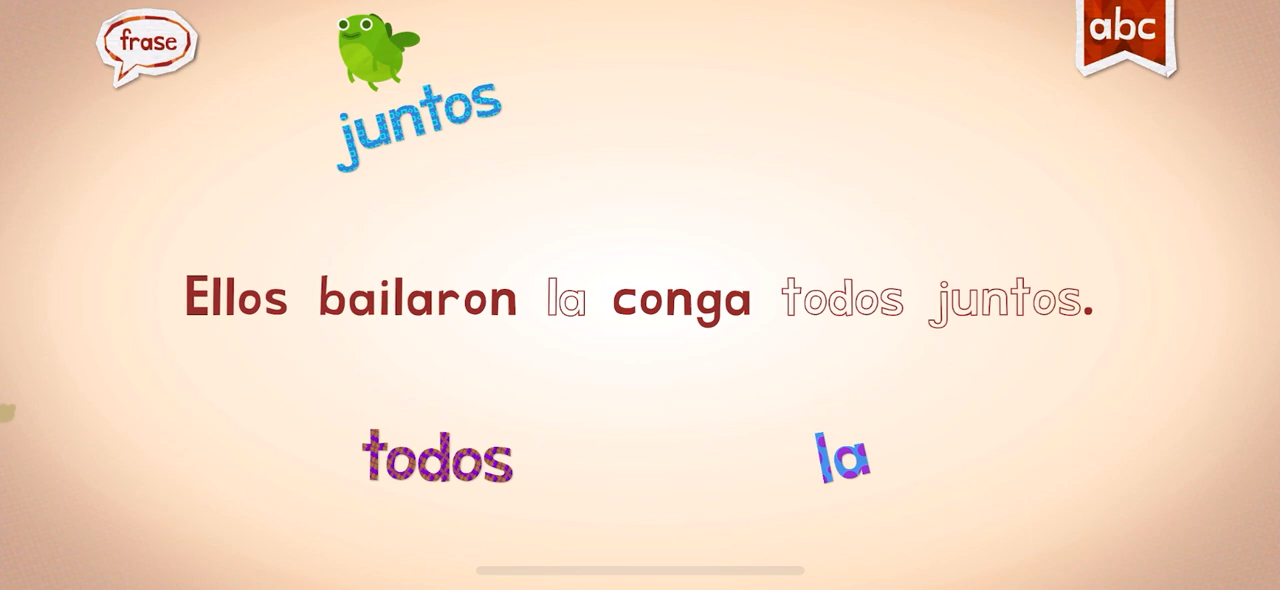 frase
abc
juntos
Ellos bailaron la conga todos juntos.
todos
la